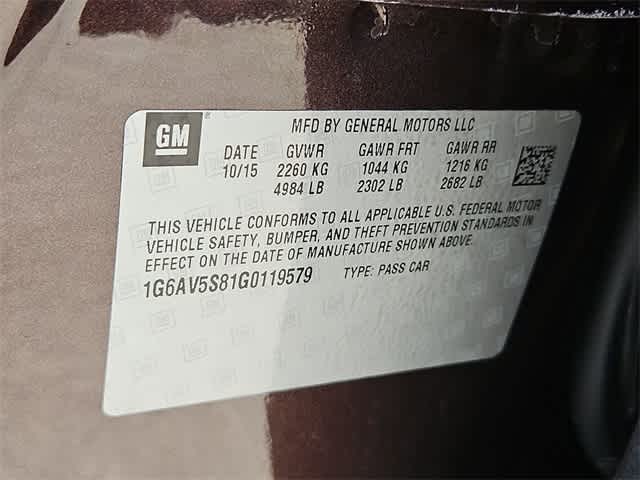 GM
MFD BY GENERAL MOTORS LLC
DATE GVWR GAWR FRT GAWR RR
10/15 2260 KG 1044 KG 1216 KG
4984 LB 2302 LB 2682 LB
THIS VEHICLE CONFORMS TO ALL APPLICABLE U.S. FEDERAL MOTOR
VEHICLE SAFETY, BUMPER, AND THEFT PREVENTION STANDARDS IN
EFFECT ON THE DATE OF MANUFACTURE SHOWN ABOVE.
1G6AV5S81G0119579 TYPE: PASS CAR